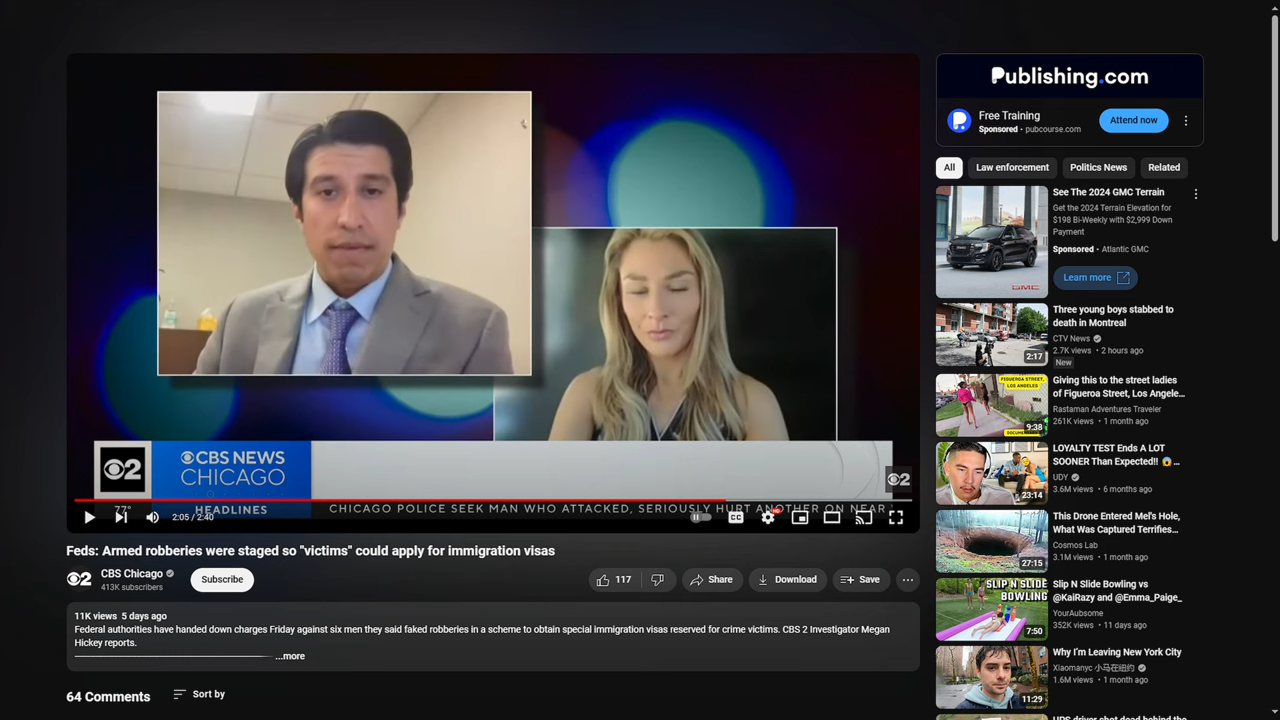 CBS NEWS
CHICAGO
77°
HEADLINES
CHICAGO POLICE SEEK MAN WHO ATTACKED, SERIOUSLY HURT ANOTHER ON NEAR
2:05 / 2:40
CC
Feds: Armed robberies were staged so "victims" could apply for immigration visas
CBS Chicago
413K subscribers
Subscribe
117
Share
Download
Save
11K views 5 days ago
Federal authorities have handed down charges Friday against six men they said faked robberies in a scheme to obtain special immigration visas reserved for crime victims. CBS 2 Investigator Megan
Hickey reports.
...more
64 Comments
Sort by
Publishing.com
Free Training
Sponsored • pubcourse.com
Attend now
All
Law enforcement
Politics News
Related
See The 2024 GMC Terrain
Get the 2024 Terrain Elevation for
$198 Bi-Weekly with $2,999 Down
Payment
Sponsored • Atlantic GMC
Learn more
GMC
Three young boys stabbed to
death in Montreal
CTV News
2.7K views • 2 hours ago
New
2:17
Giving this to the street ladies
of Figueroa Street, Los Angele...
Rastaman Adventures Traveler
261K views • 1 month ago
FIGUEROA STREET,
LOS ANGELES
9:38
LOYALTY TEST Ends A LOT
SOONER Than Expected!! 😱...
UDY
3.6M views • 6 months ago
23:14
This Drone Entered Mel's Hole,
What Was Captured Terrifies...
Cosmos Lab
3.1M views • 1 month ago
27:15
Slip N Slide Bowling vs
@KaiRazy and @Emma_Paige_
YourAubsome
352K views • 11 days ago
SLIP N SLIDE
BOWLING
7:50
Why I'm Leaving New York City
Xiaomanyc 小马在纽约
1.6M views • 1 month ago
11:29